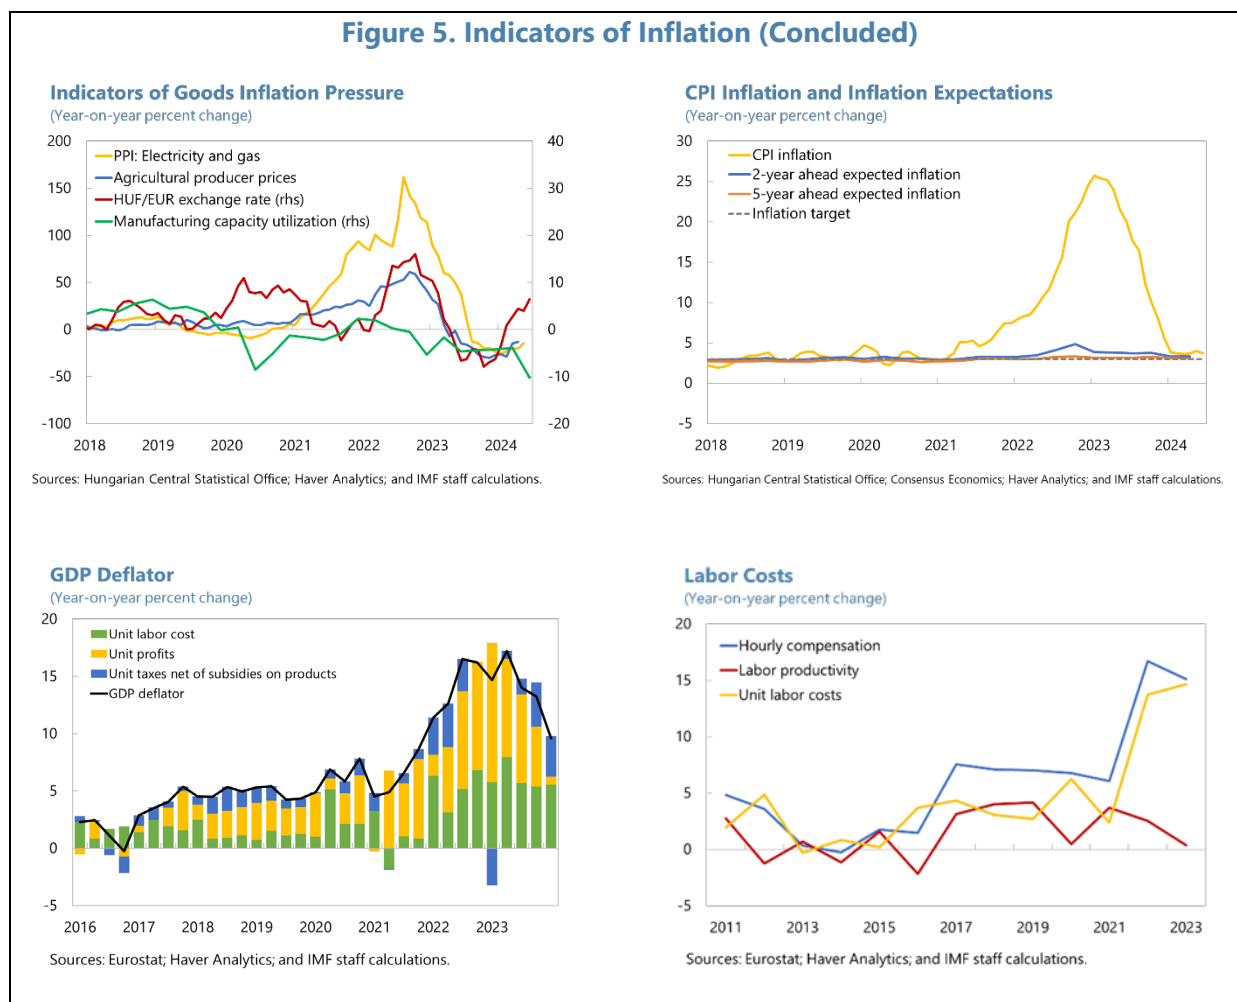 Figure 5. Indicators of Inflation (Concluded)
Indicators of Goods Inflation Pressure
(Year-on-year percent change)
200
150
100
50
0
-50
-100
40
30
20
10
0
-10
-20
PPI: Electricity and gas
Agricultural producer prices
HUF/EUR exchange rate (rhs)
Manufacturing capacity utilization (rhs)
2018 2019 2020 2021 2022 2023 2024
Sources: Hungarian Central Statistical Office; Haver Analytics; and IMF staff calculations.
CPI Inflation and Inflation Expectations
(Year-on-year percent change)
30
25
20
15
10
5
0
-5
CPI inflation
2-year ahead expected inflation
5-year ahead expected inflation
Inflation target
2018 2019 2020 2021 2022 2023 2024
Sources: Hungarian Central Statistical Office; Consensus Economics; Haver Analytics; and IMF staff calculations.
GDP Deflator
(Year-on-year percent change)
20
15
10
5
0
-5
Unit labor cost
Unit profits
Unit taxes net of subsidies on products
GDP deflator
2016 2017 2018 2019 2020 2021 2022 2023
Sources: Eurostat; Haver Analytics; and IMF staff calculations.
Labor Costs
(Year-on-year percent change)
20
15
10
5
0
-5
Hourly compensation
Labor productivity
Unit labor costs
2011 2013 2015 2017 2019 2021 2023
Sources: Eurostat; Haver Analytics; and IMF staff calculations.